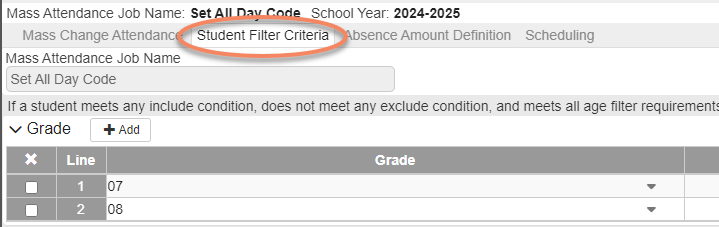 Mass Attendance Job Name: Set All Day Code School Year: 2024-2025
Mass Change Attendance Student Filter Criteria Absence Amount Definition Scheduling
Mass Attendance Job Name
Set All Day Code
If a student meets any include condition, does not meet any exclude condition, and meets all age filter requirements
Grade + Add
✖ Line Grade
1 07
2 08